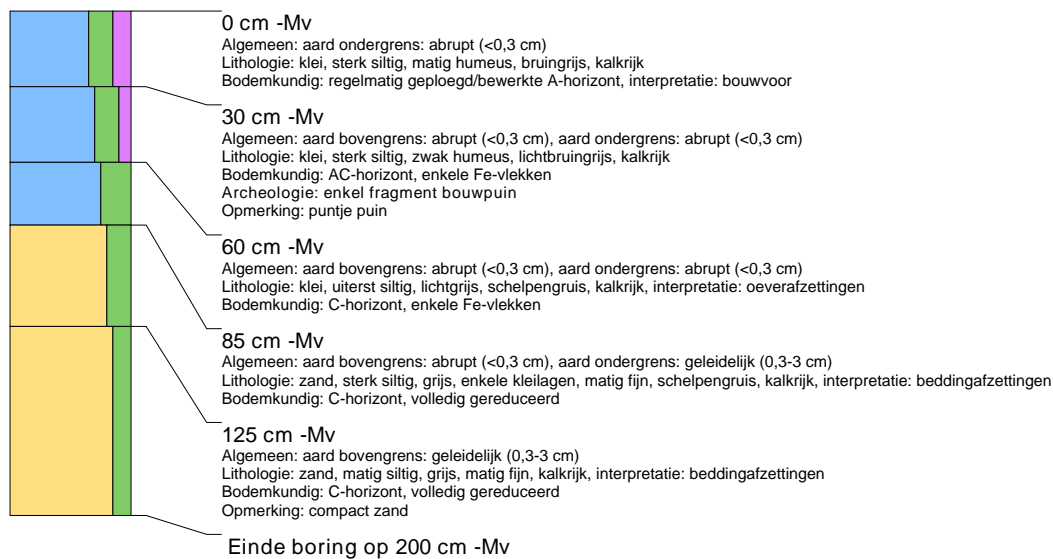 0 cm -Mv
Algemeen: aard ondergrens: abrupt (<0,3 cm)
Lithologie: klei, sterk siltig, matig humeus, bruingrijs, kalkrijk
Bodemkundig: regelmatig geploegd/bewerkte A-horizont, interpretatie: bouwvoor
30 cm -Mv
Algemeen: aard bovengrens: abrupt (<0,3 cm), aard ondergrens: abrupt (<0,3 cm)
Lithologie: klei, sterk siltig, zwak humeus, lichtbruingrijs, kalkrijk
Bodemkundig: AC-horizont, enkele Fe-vlekken
Archeologie: enkel fragment bouwpuin
Opmerking: puntje puin
60 cm -Mv
Algemeen: aard bovengrens: abrupt (<0,3 cm), aard ondergrens: abrupt (<0,3 cm)
Lithologie: klei, uiterst siltig, lichtgrijs, schelpengruis, kalkrijk, interpretatie: oeverafzettingen
Bodemkundig: C-horizont, enkele Fe-vlekken
85 cm -Mv
Algemeen: aard bovengrens: abrupt (<0,3 cm), aard ondergrens: geleidelijk (0,3-3 cm)
Lithologie: zand, sterk siltig, grijs, enkele kleilagen, matig fijn, schelpengruis, kalkrijk, interpretatie: beddingafzettingen
Bodemkundig: C-horizont, volledig gereduceerd
125 cm -Mv
Algemeen: aard bovengrens: geleidelijk (0,3-3 cm)
Lithologie: zand, matig siltig, grijs, matig fijn, kalkrijk, interpretatie: beddingafzettingen
Bodemkundig: C-horizont, volledig gereduceerd
Opmerking: compact zand
Einde boring op 200 cm -Mv